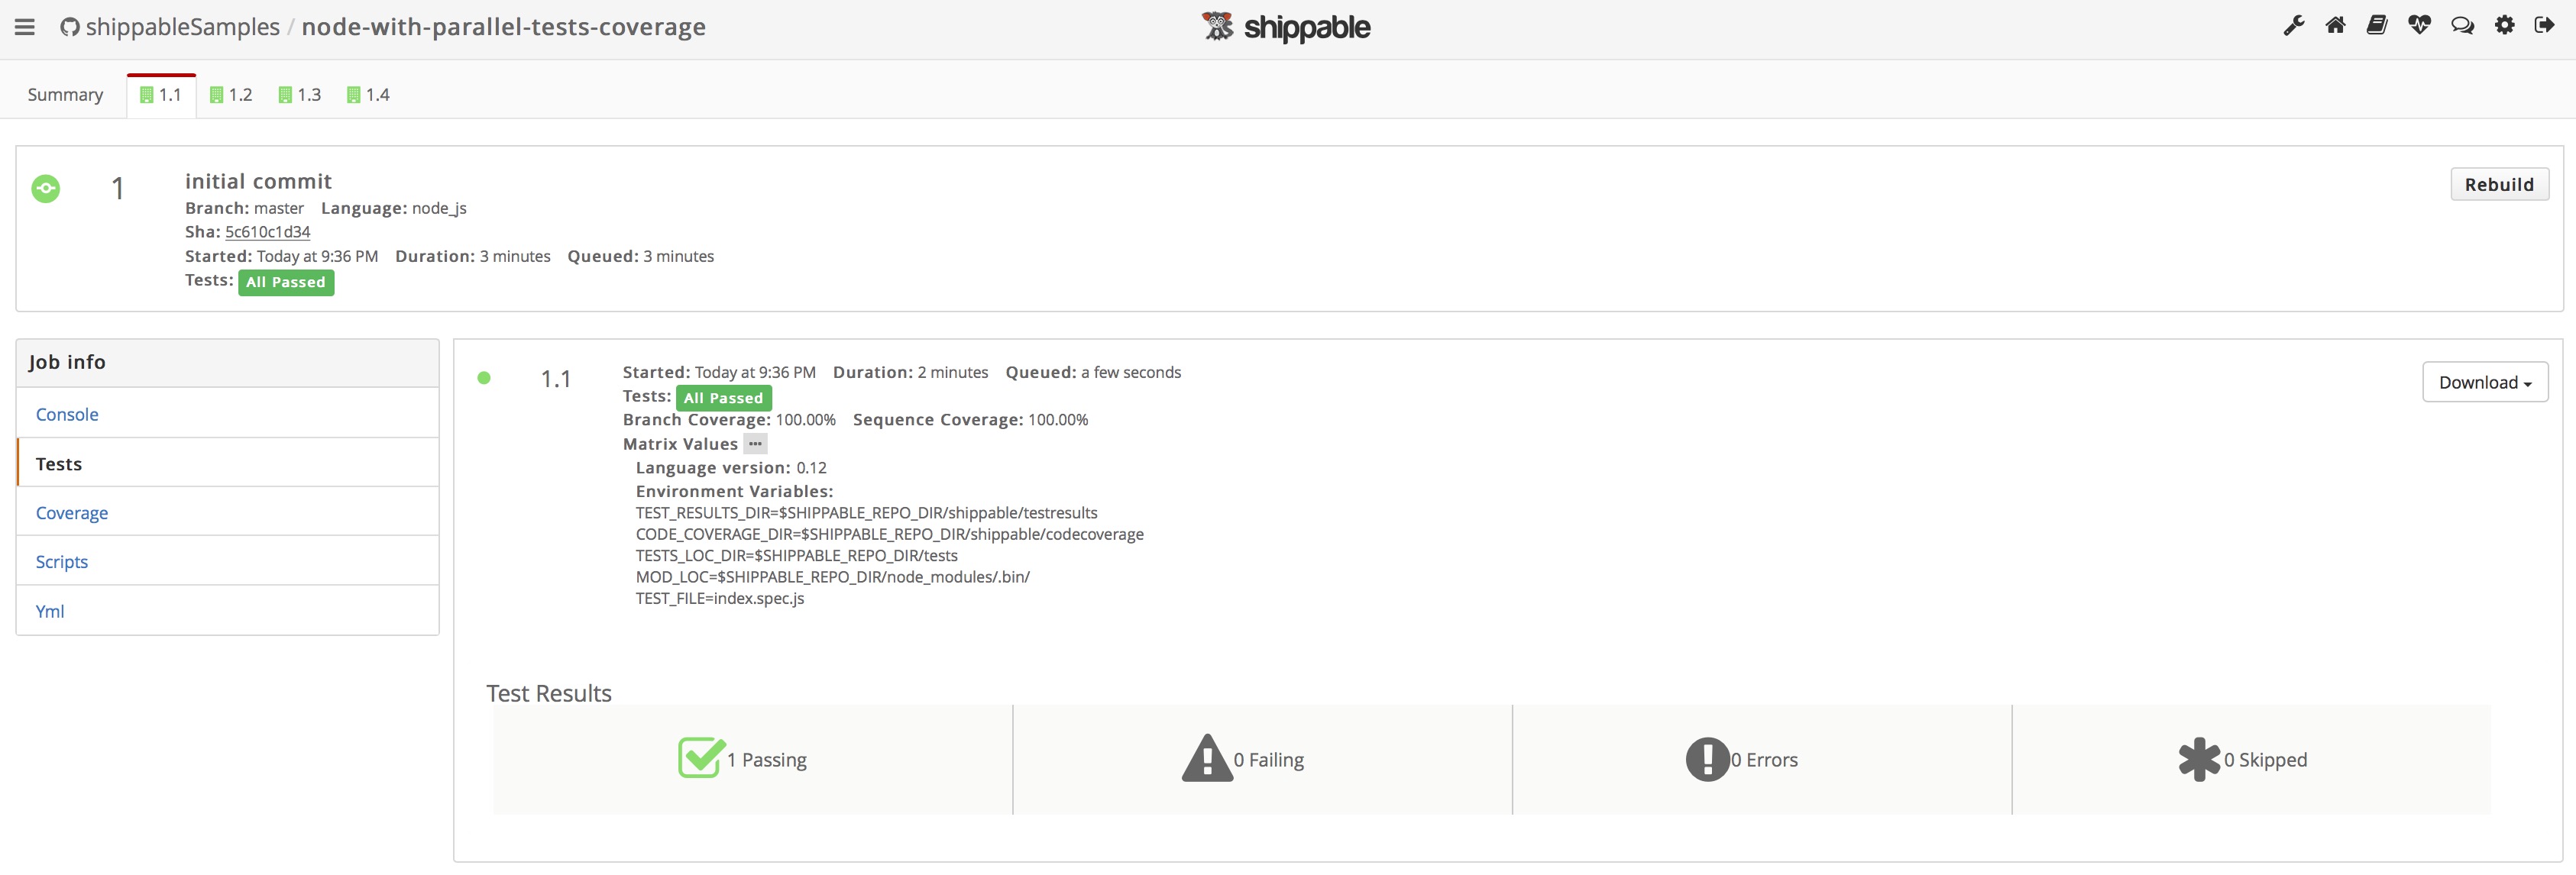 shippableSamples / node-with-parallel-tests-coverage
shippable
Summary 1.1 1.2 1.3 1.4
1
initial commit
Rebuild
Branch: master Language: node_js
Sha: 5c610c1d34
Started: Today at 9:36 PM Duration: 3 minutes Queued: 3 minutes
Tests: All Passed
Job info
Console
Tests
Coverage
Scripts
Yml
1.1
Started: Today at 9:36 PM Duration: 2 minutes Queued: a few seconds
Download
Tests: All Passed
Branch Coverage: 100.00% Sequence Coverage: 100.00%
Matrix Values •••
Language version: 0.12
Environment Variables:
TEST_RESULTS_DIR=$SHIPPABLE_REPO_DIR/shippable/testresults
CODE_COVERAGE_DIR=$SHIPPABLE_REPO_DIR/shippable/codecoverage
TESTS_LOC_DIR=$SHIPPABLE_REPO_DIR/tests
MOD_LOC=$SHIPPABLE_REPO_DIR/node_modules/.bin/
TEST_FILE=index.spec.js
Test Results
1 Passing
0 Failing
0 Errors
0 Skipped